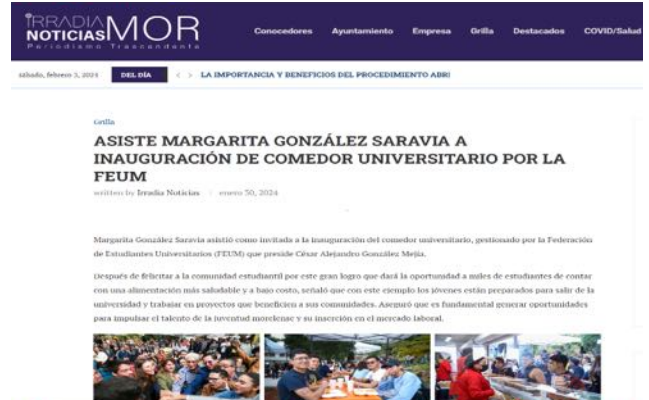 IRRADIA
NOTICIAS MOR
Periodismo Trascendente
Conocedores Ayuntamiento Empresa Grilla Destacados COVID/Salud
sábado, febrero 3, 2024 DEL DÍA < > LA IMPORTANCIA Y BENEFICIOS DEL PROCEDIMIENTO ABRI
Grilla
ASISTE MARGARITA GONZÁLEZ SARAVIA A
INAUGURACIÓN DE COMEDOR UNIVERSITARIO POR LA
FEUM
written by Irradia Noticias | enero 30, 2024
Margarita González Saravia asistió como invitada a la inauguración del comedor universitario, gestionado por la Federación
de Estudiantes Universitarios (FEUM) que preside César Alejandro González Mejía.
Después de felicitar a la comunidad estudiantil por este gran logro que dará la oportunidad a miles de estudiantes de contar
con una alimentación más saludable y a bajo costo, señaló que con este ejemplo los jóvenes están preparados para salir de la
universidad y trabajar en proyectos que beneficien a sus comunidades. Aseguró que es fundamental generar oportunidades
para impulsar el talento de la juventud morelense y su inserción en el mercado laboral.